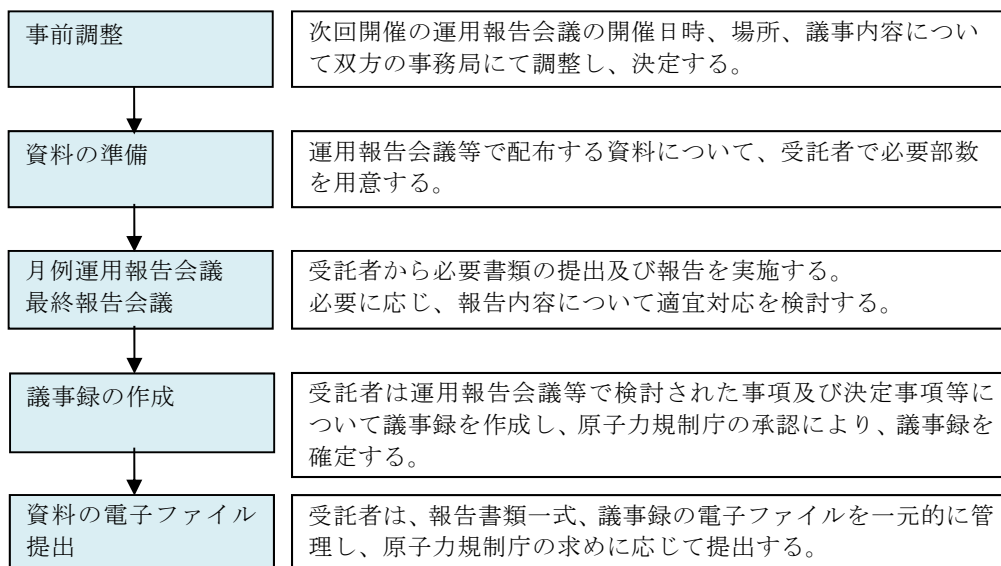 事前調整
次回開催の運用報告会議の開催日時、場所、議事内容につい
て双方の事務局にて調整し、決定する。
資料の準備
運用報告会議等で配布する資料について、受託者で必要部数
を用意する。
月例運用報告会議
最終報告会議
受託者から必要書類の提出及び報告を実施する。
必要に応じ、報告内容について適宜対応を検討する。
議事録の作成
受託者は運用報告会議等で検討された事項及び決定事項等に
ついて議事録を作成し、原子力規制庁の承認により、議事録を
確定する。
資料の電子ファイル
提出
受託者は、報告書類一式、議事録の電子ファイルを一元的に管
理し、原子力規制庁の求めに応じて提出する。